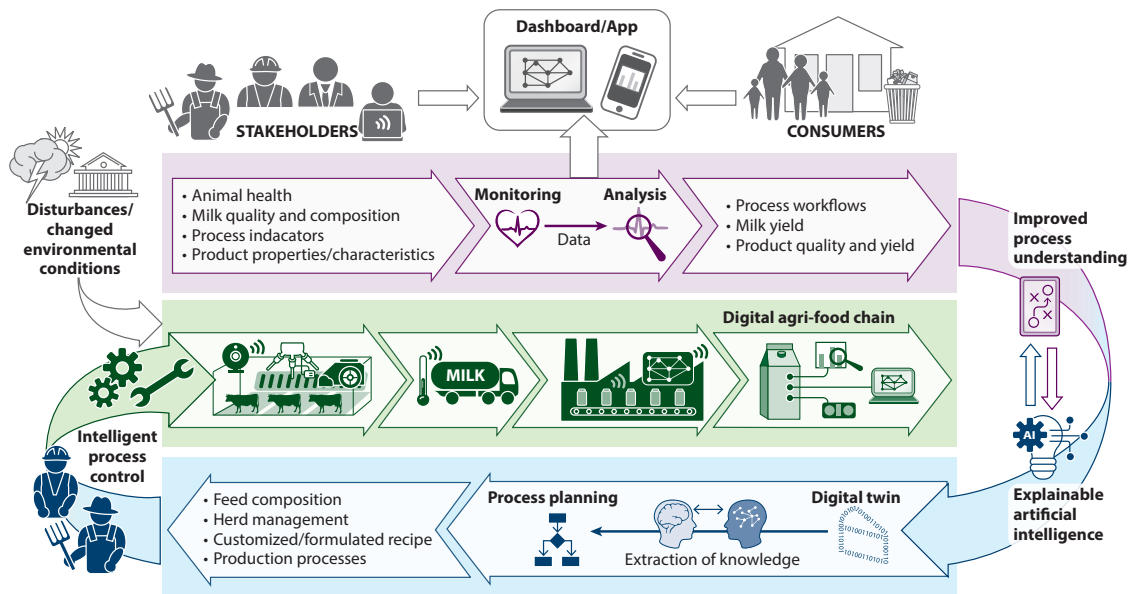 Dashboard/App
STAKEHOLDERS
CONSUMERS
Disturbances/
changed
environmental
conditions
• Animal health
• Milk quality and composition
• Process indacators
• Product properties/characteristics
Monitoring
Analysis
Data
• Process workflows
• Milk yield
• Product quality and yield
Improved
process
understanding
Digital agri-food chain
MILK
Intelligent
process
control
AI
Explainable
artificial
intelligence
• Feed composition
• Herd management
• Customized/formulated recipe
• Production processes
Process planning
Digital twin
Extraction of knowledge